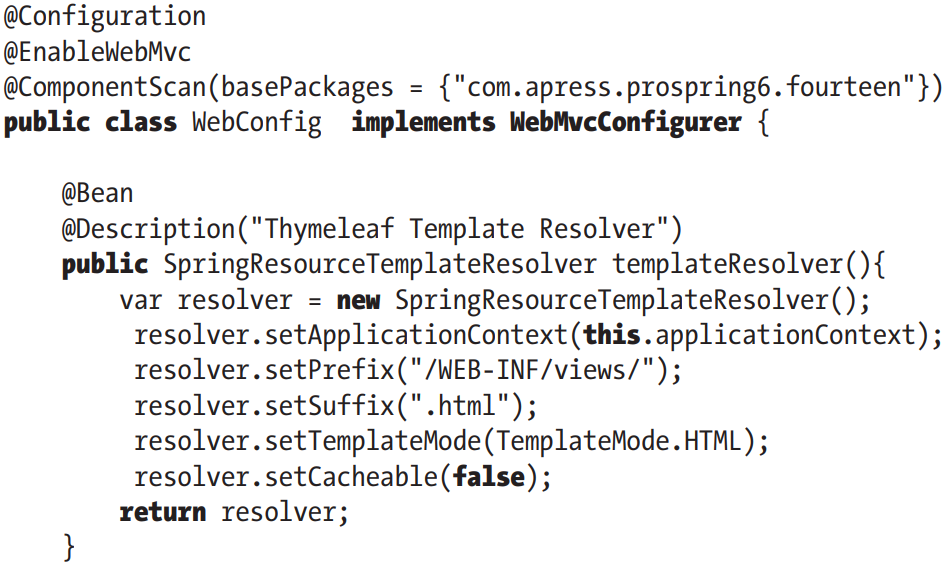 @Configuration
@EnableWebMvc
@ComponentScan(basePackages = {"com.apress.prospring6.fourteen"})
public class WebConfig  implements WebMvcConfigurer {

    @Bean
    @Description("Thymeleaf Template Resolver")
    public SpringResourceTemplateResolver templateResolver(){
        var resolver = new SpringResourceTemplateResolver();
         resolver.setApplicationContext(this.applicationContext);
         resolver.setPrefix("/WEB-INF/views/");
         resolver.setSuffix(".html");
         resolver.setTemplateMode(TemplateMode.HTML);
         resolver.setCacheable(false);
        return resolver;
    }